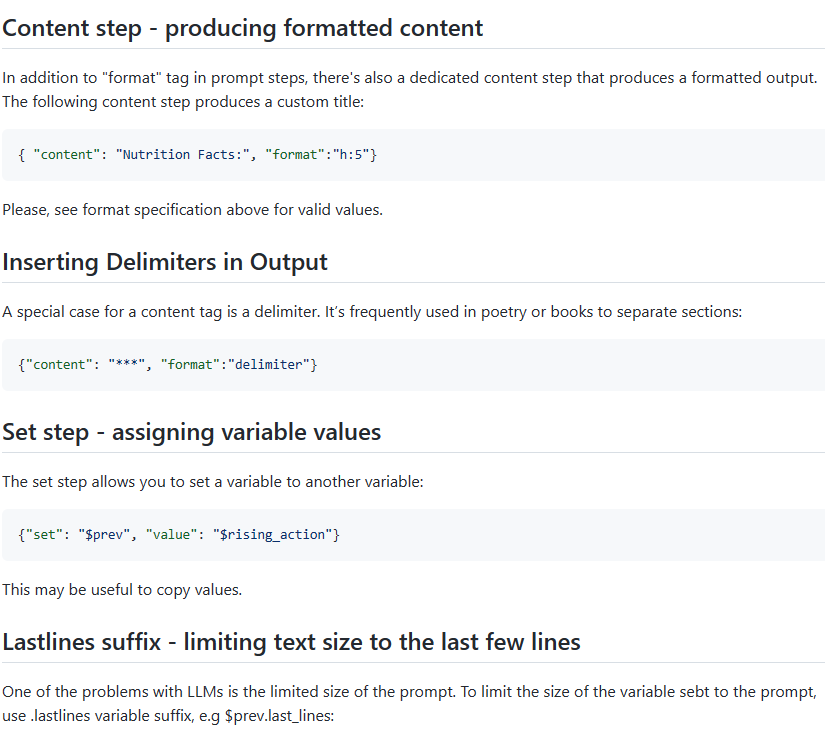 Content step - producing formatted content
In addition to "format" tag in prompt steps, there's also a dedicated content step that produces a formatted output.
The following content step produces a custom title:
{ "content": "Nutrition Facts:", "format":"h:5"}
Please, see format specification above for valid values.
Inserting Delimiters in Output
A special case for a content tag is a delimiter. It’s frequently used in poetry or books to separate sections:
{"content": "***", "format":"delimiter"}
Set step - assigning variable values
The set step allows you to set a variable to another variable:
{"set": "$prev", "value": "$rising_action"}
This may be useful to copy values.
Lastlines suffix - limiting text size to the last few lines
One of the problems with LLMs is the limited size of the prompt. To limit the size of the variable sebt to the prompt,
use .lastlines variable suffix, e.g $prev.last_lines: